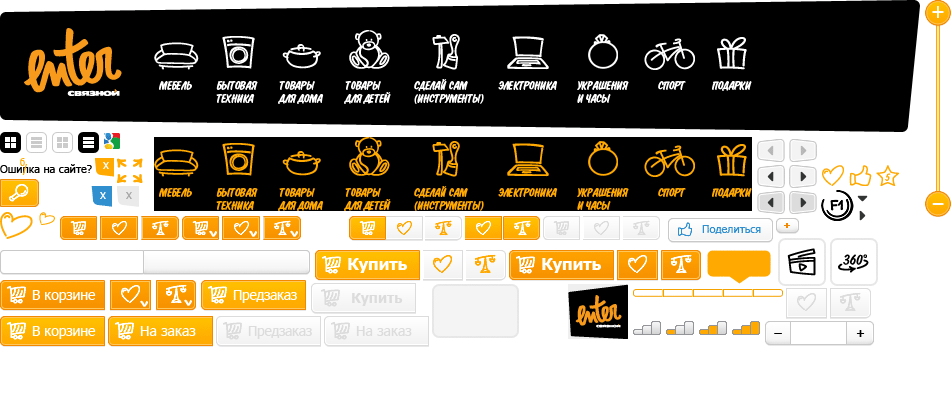 enter
СВЯЗНОЙ
МЕБЕЛЬ
БЫТОВАЯ
ТЕХНИКА
ТОВАРЫ
ДЛЯ ДОМА
ТОВАРЫ
ДЛЯ ДЕТЕЙ
СДЕЛАЙ САМ
(ИНСТРУМЕНТЫ)
ЭЛЕКТРОНИКА
УКРАШЕНИЯ
И ЧАСЫ
СПОРТ
ПОДАРКИ
МЕБЕЛЬ
БЫТОВАЯ
ТЕХНИКА
ТОВАРЫ
ДЛЯ ДОМА
ТОВАРЫ
ДЛЯ ДЕТЕЙ
СДЕЛАЙ САМ
(ИНСТРУМЕНТЫ)
ЭЛЕКТРОНИКА
УКРАШЕНИЯ
И ЧАСЫ
СПОРТ
ПОДАРКИ
Ошибка на сайте?
x
x
x
F1
5
Поделиться
+
Купить
Купить
360°
В корзине
Предзаказ
Купить
enter
СВЯЗНОЙ
В корзине
На заказ
Предзаказ
На заказ
− +